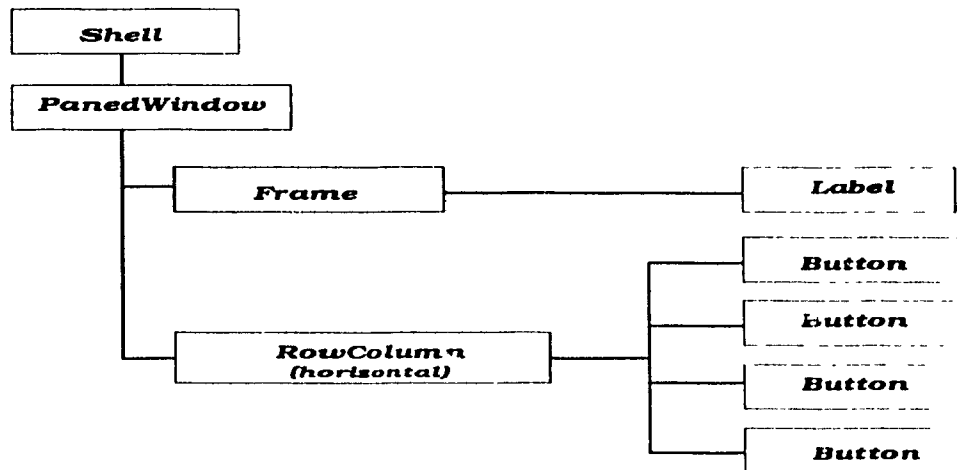 Shell
PanedWindow
Frame
Label
Button
Button
RowColumn
(horisontal)
Button
Button